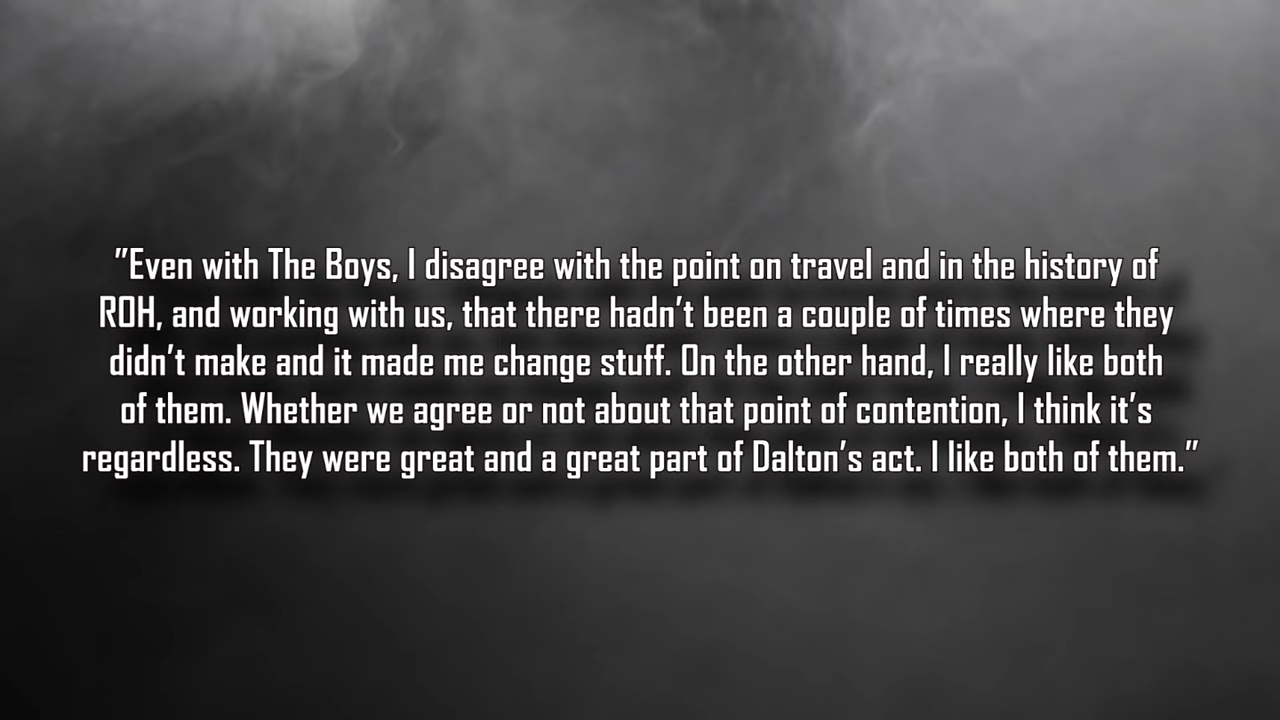 ”Even with The Boys, I disagree with the point on travel and in the history of
ROH, and working with us, that there hadn’t been a couple of times where they
didn’t make and it made me change stuff. On the other hand, I really like both
of them. Whether we agree or not about that point of contention, I think it’s
regardless. They were great and a great part of Dalton’s act. I like both of them.”